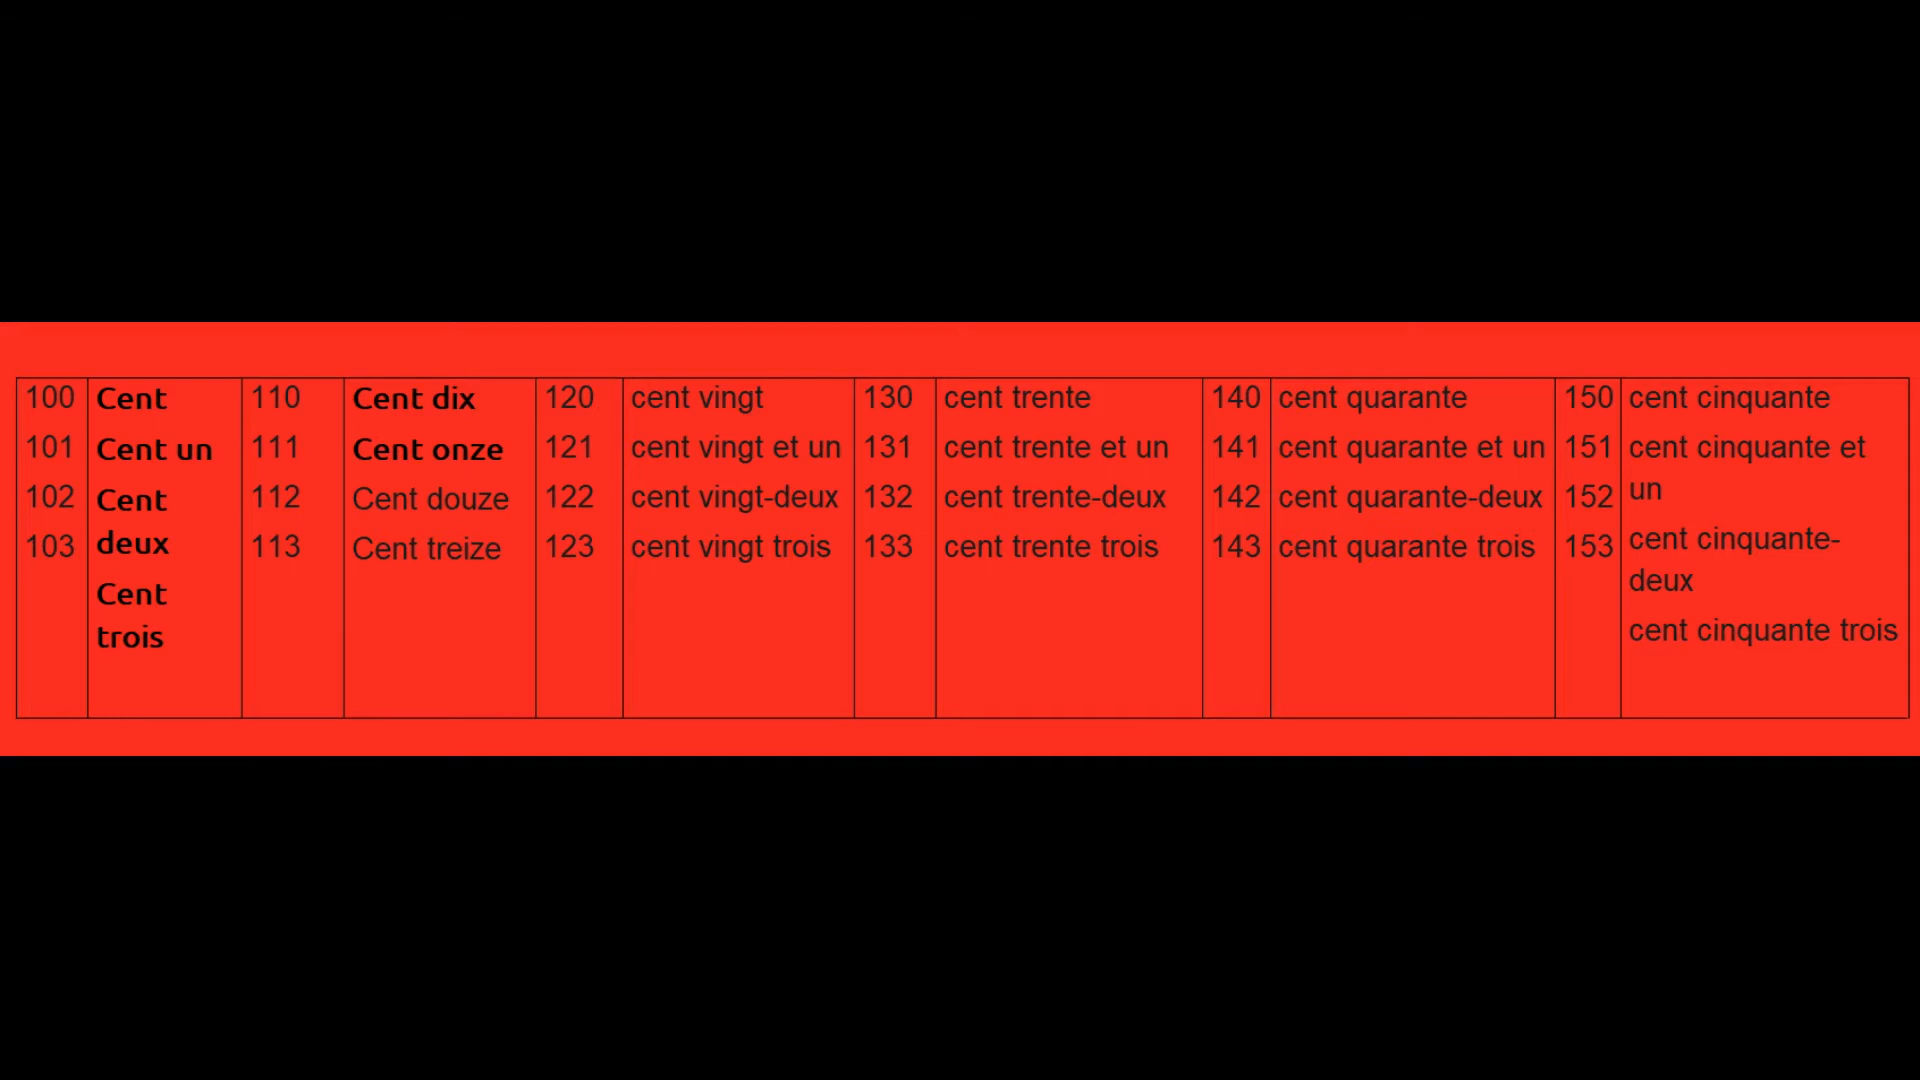 100
101
102
103
Cent
Cent un
Cent
deux
Cent
trois
110
111
112
113
Cent dix
Cent onze
Cent douze
Cent treize
120
121
122
123
cent vingt
cent vingt et un
cent vingt-deux
cent vingt trois
130
131
132
133
cent trente
cent trente et un
cent trente-deux
cent trente trois
140
141
142
143
cent quarante
cent quarante et un
cent quarante-deux
cent quarante trois
150
151
152
153
cent cinquante
cent cinquante et
un
cent cinquante-
deux
cent cinquante trois